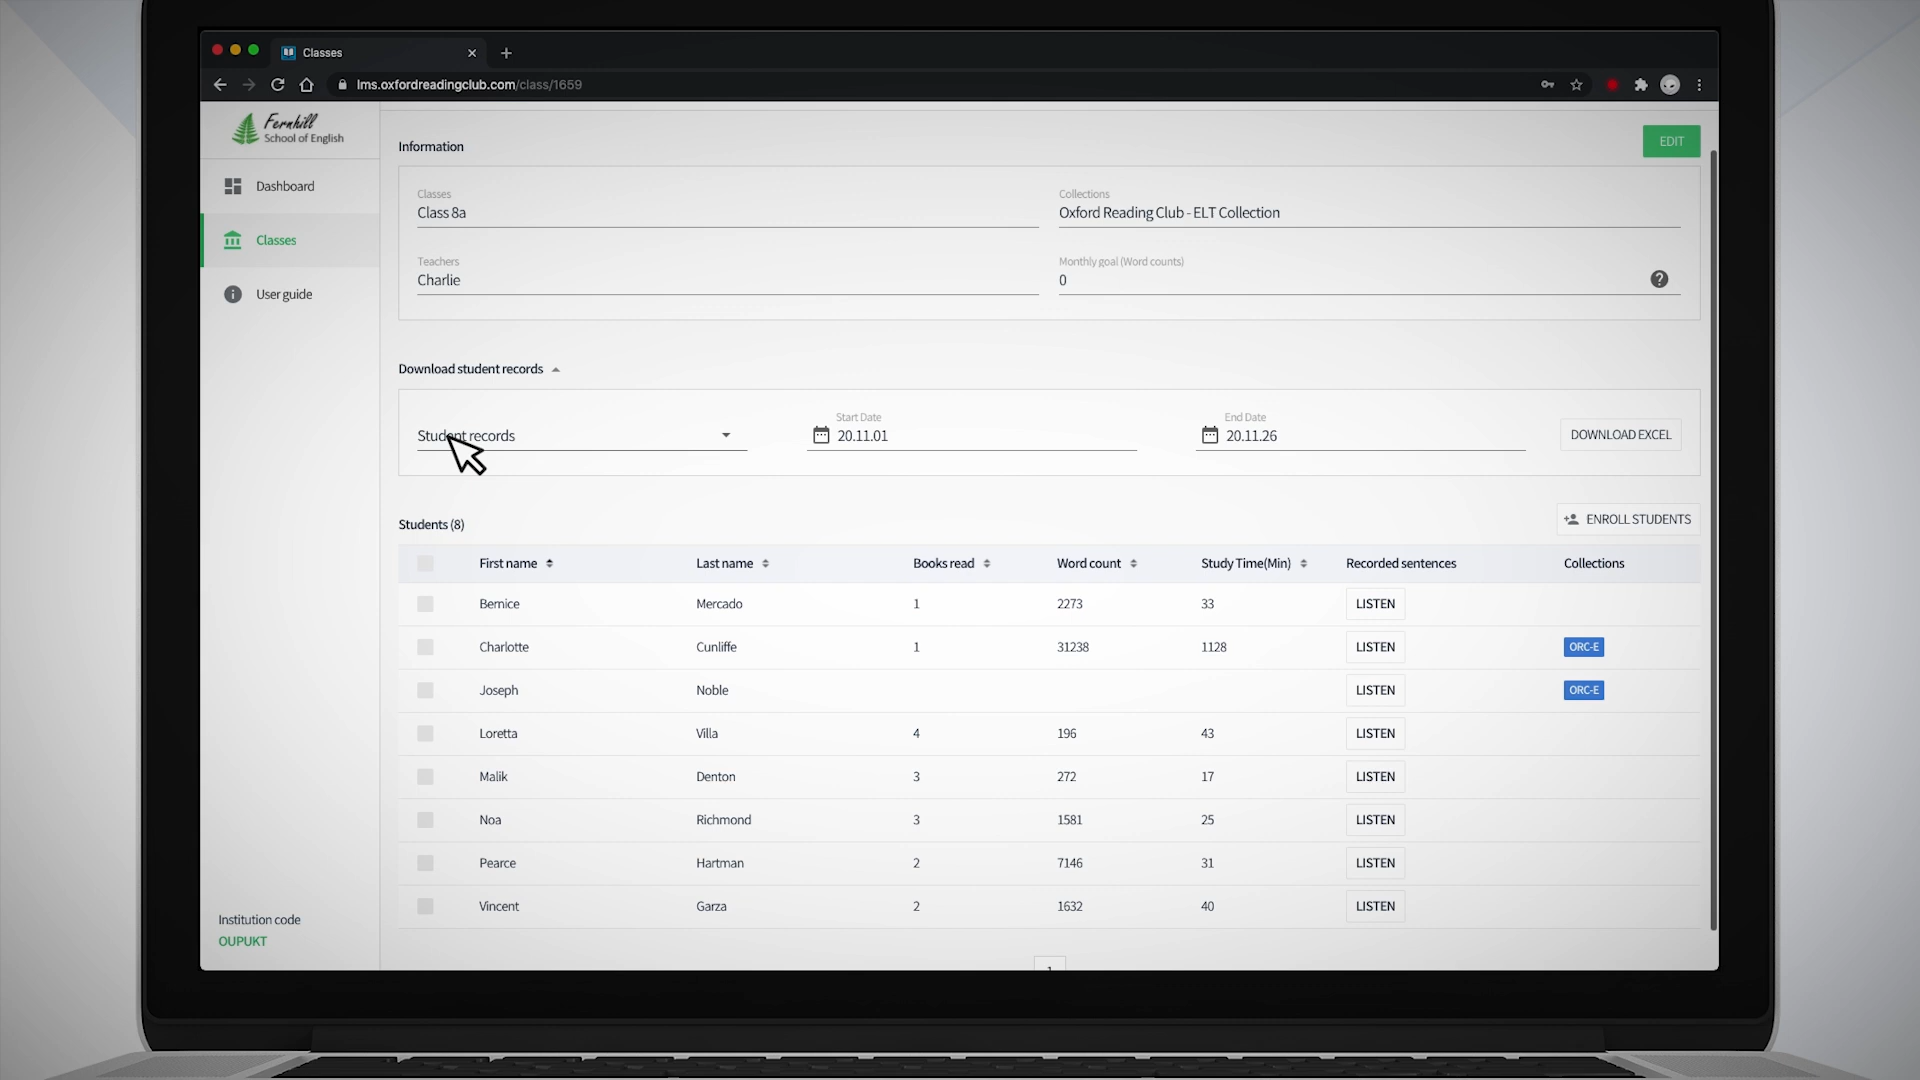 Classes
lms.oxfordreadingclub.com/class/1659
Fernhill
School of English
Dashboard
Classes
User guide
Institution code
OUPUKT
Information
EDIT
Classes
Class 8a
Collections
Oxford Reading Club - ELT Collection
Teachers
Charlie
Monthly goal (Word counts)
0
Download student records
Student records
Start Date
20.11.01
End Date
20.11.26
DOWNLOAD EXCEL
Students (8)
ENROLL STUDENTS
First name Last name Books read Word count Study Time(Min) Recorded sentences Collections
Bernice Mercado 1 2273 33 LISTEN
Charlotte Cunliffe 1 31238 1128 LISTEN ORC-E
Joseph Noble LISTEN ORC-E
Loretta Villa 4 196 43 LISTEN
Malik Denton 3 272 17 LISTEN
Noa Richmond 3 1581 25 LISTEN
Pearce Hartman 2 7146 31 LISTEN
Vincent Garza 2 1632 40 LISTEN
1